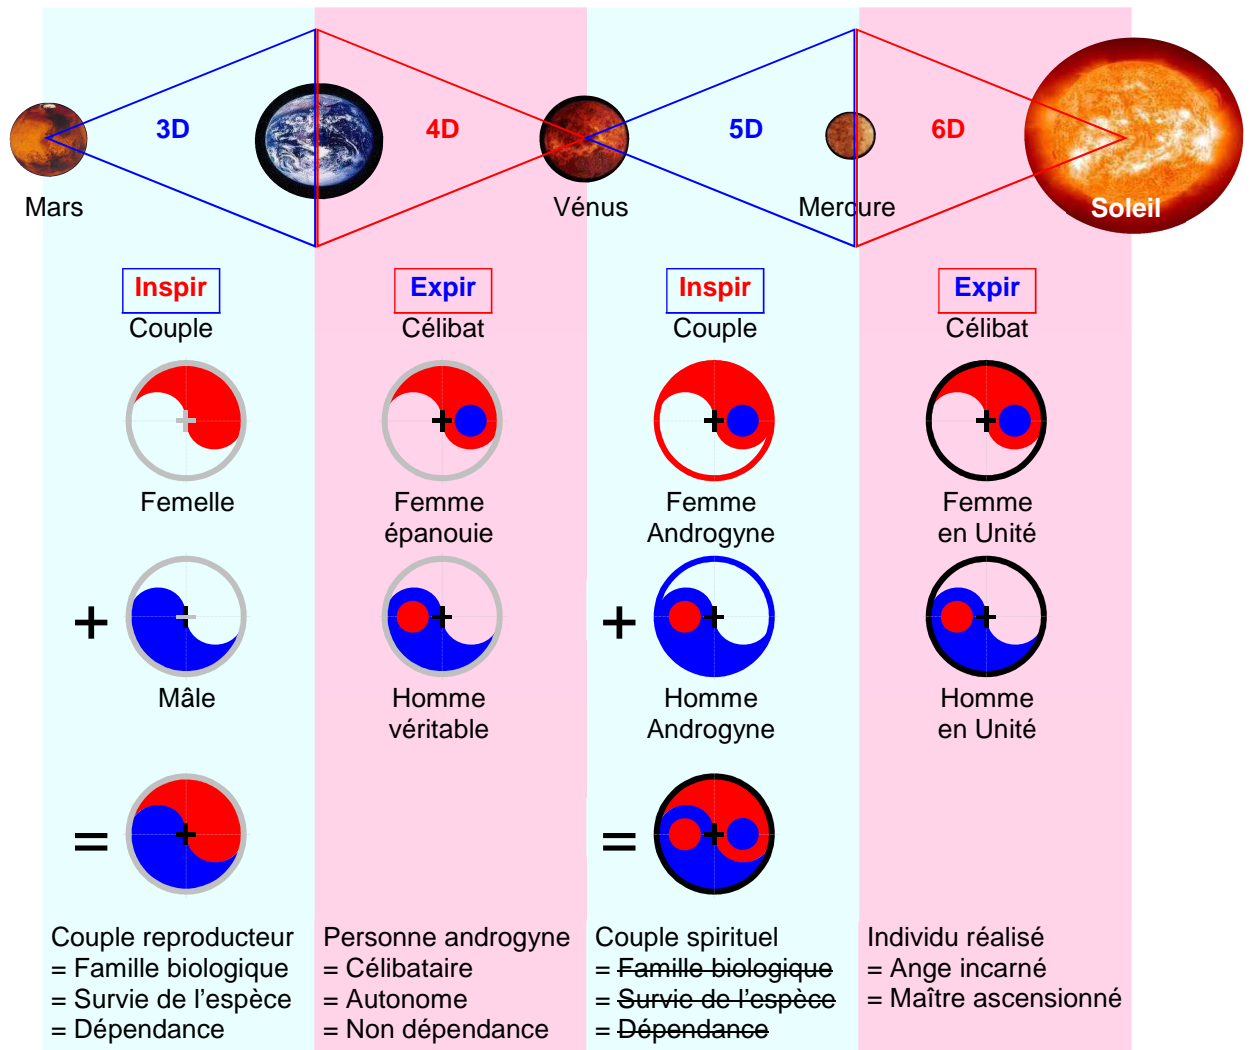 3D 4D 5D 6D
Mars Vénus Mercure Soleil
Inspir Expir Inspir Expir
Couple Célibat Couple Célibat
Femelle Femme Femme Femme
épanouie Androgyne en Unité
+ +
Mâle Homme Homme Homme
véritable Androgyne en Unité
= =
Couple reproducteur Personne androgyne Couple spirituel Individu réalisé
= Famille biologique = Célibataire = Famille biologique = Ange incarné
= Survie de l’espèce = Autonome = Survie de l’espèce = Maître ascensionné
= Dépendance = Non dépendance = Dépendance